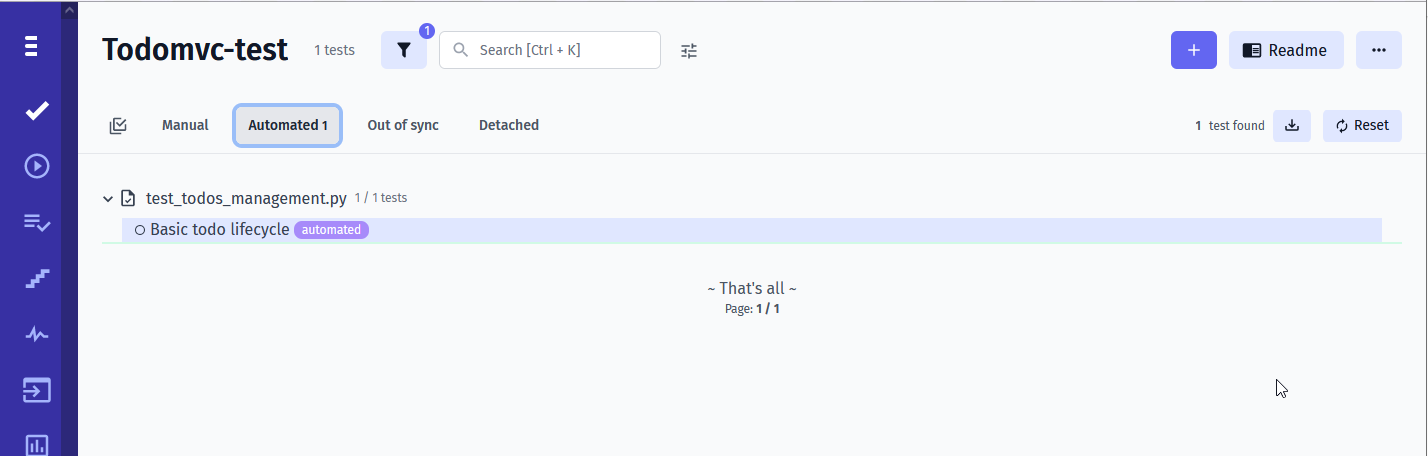 Todomvc-test 1 tests 1 Search [Ctrl + K] + Readme ...
Manual Automated 1 Out of sync Detached 1 test found Reset
test_todos_management.py 1 / 1 tests
Basic todo lifecycle automated
~ That's all ~
Page: 1 / 1